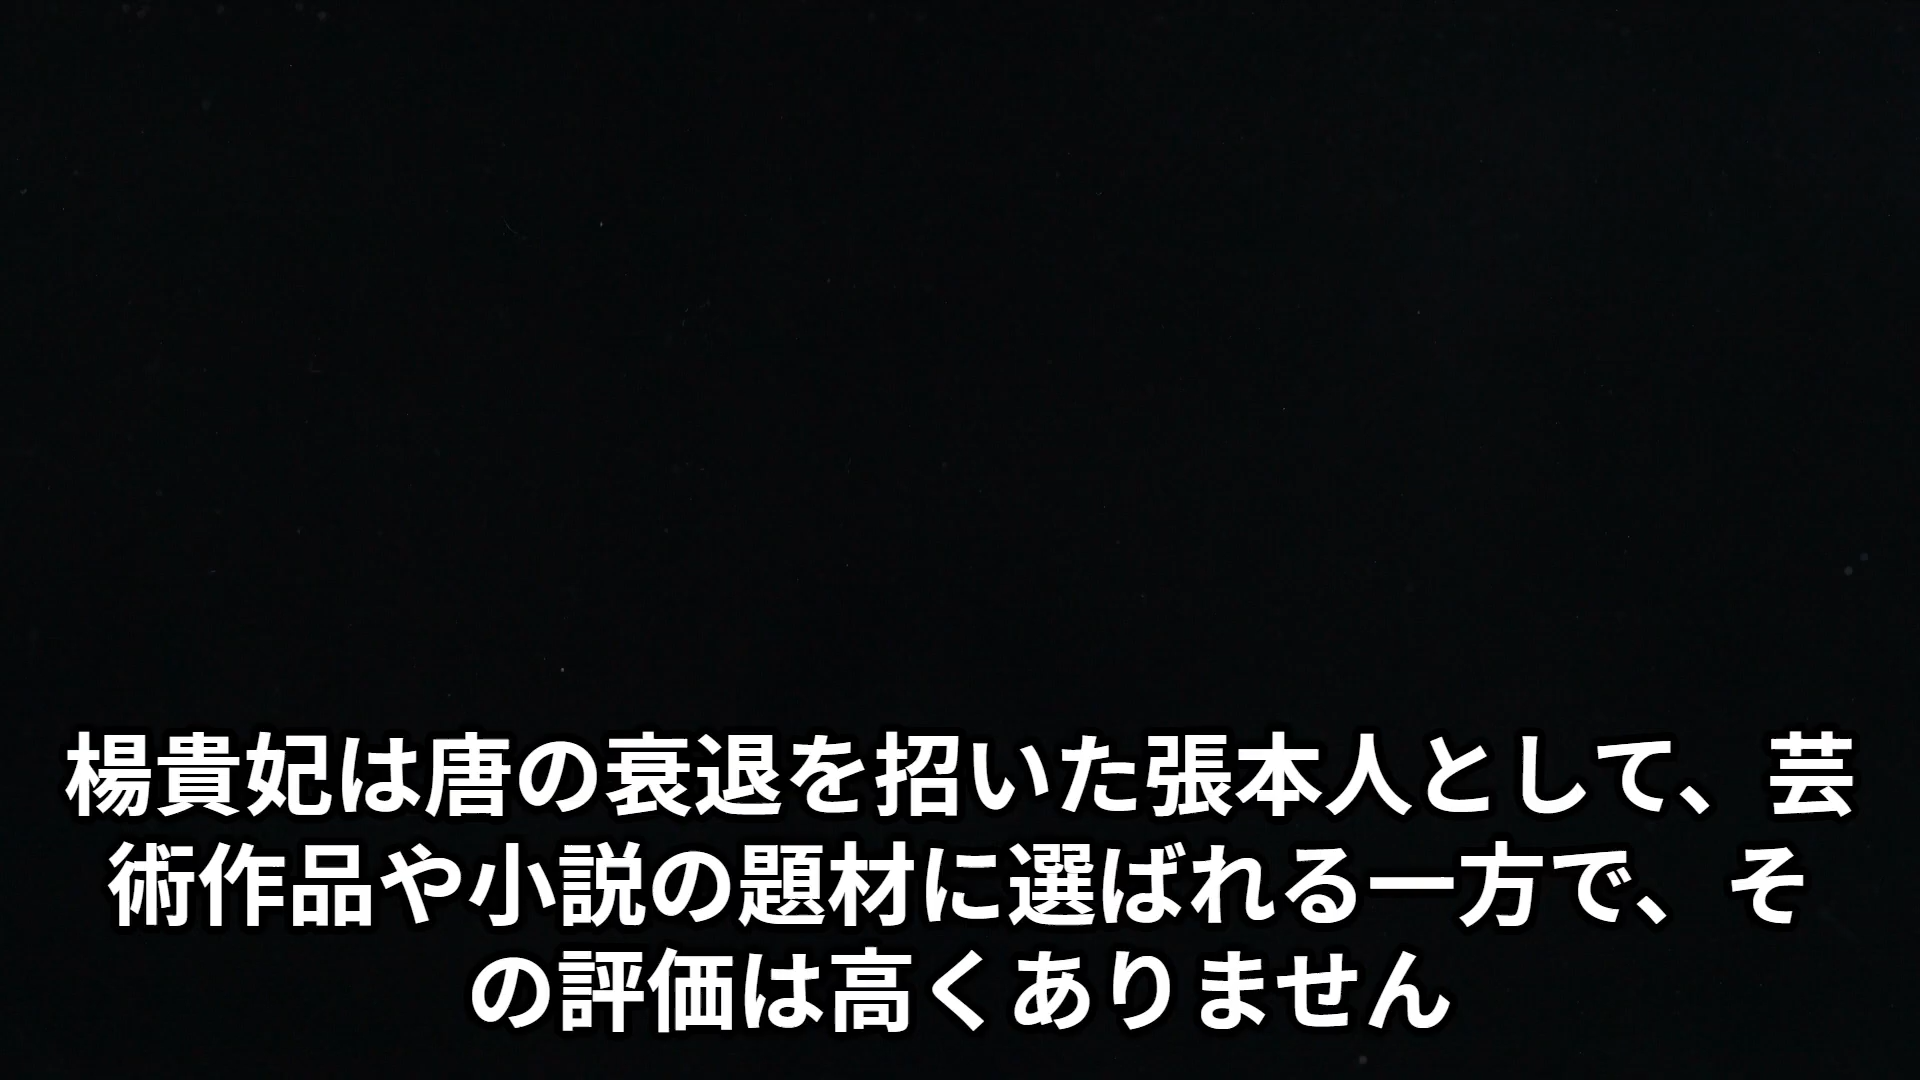 楊貴妃は唐の衰退を招いた張本人として、芸
術作品や小説の題材に選ばれる一方で、そ
の評価は高くありません